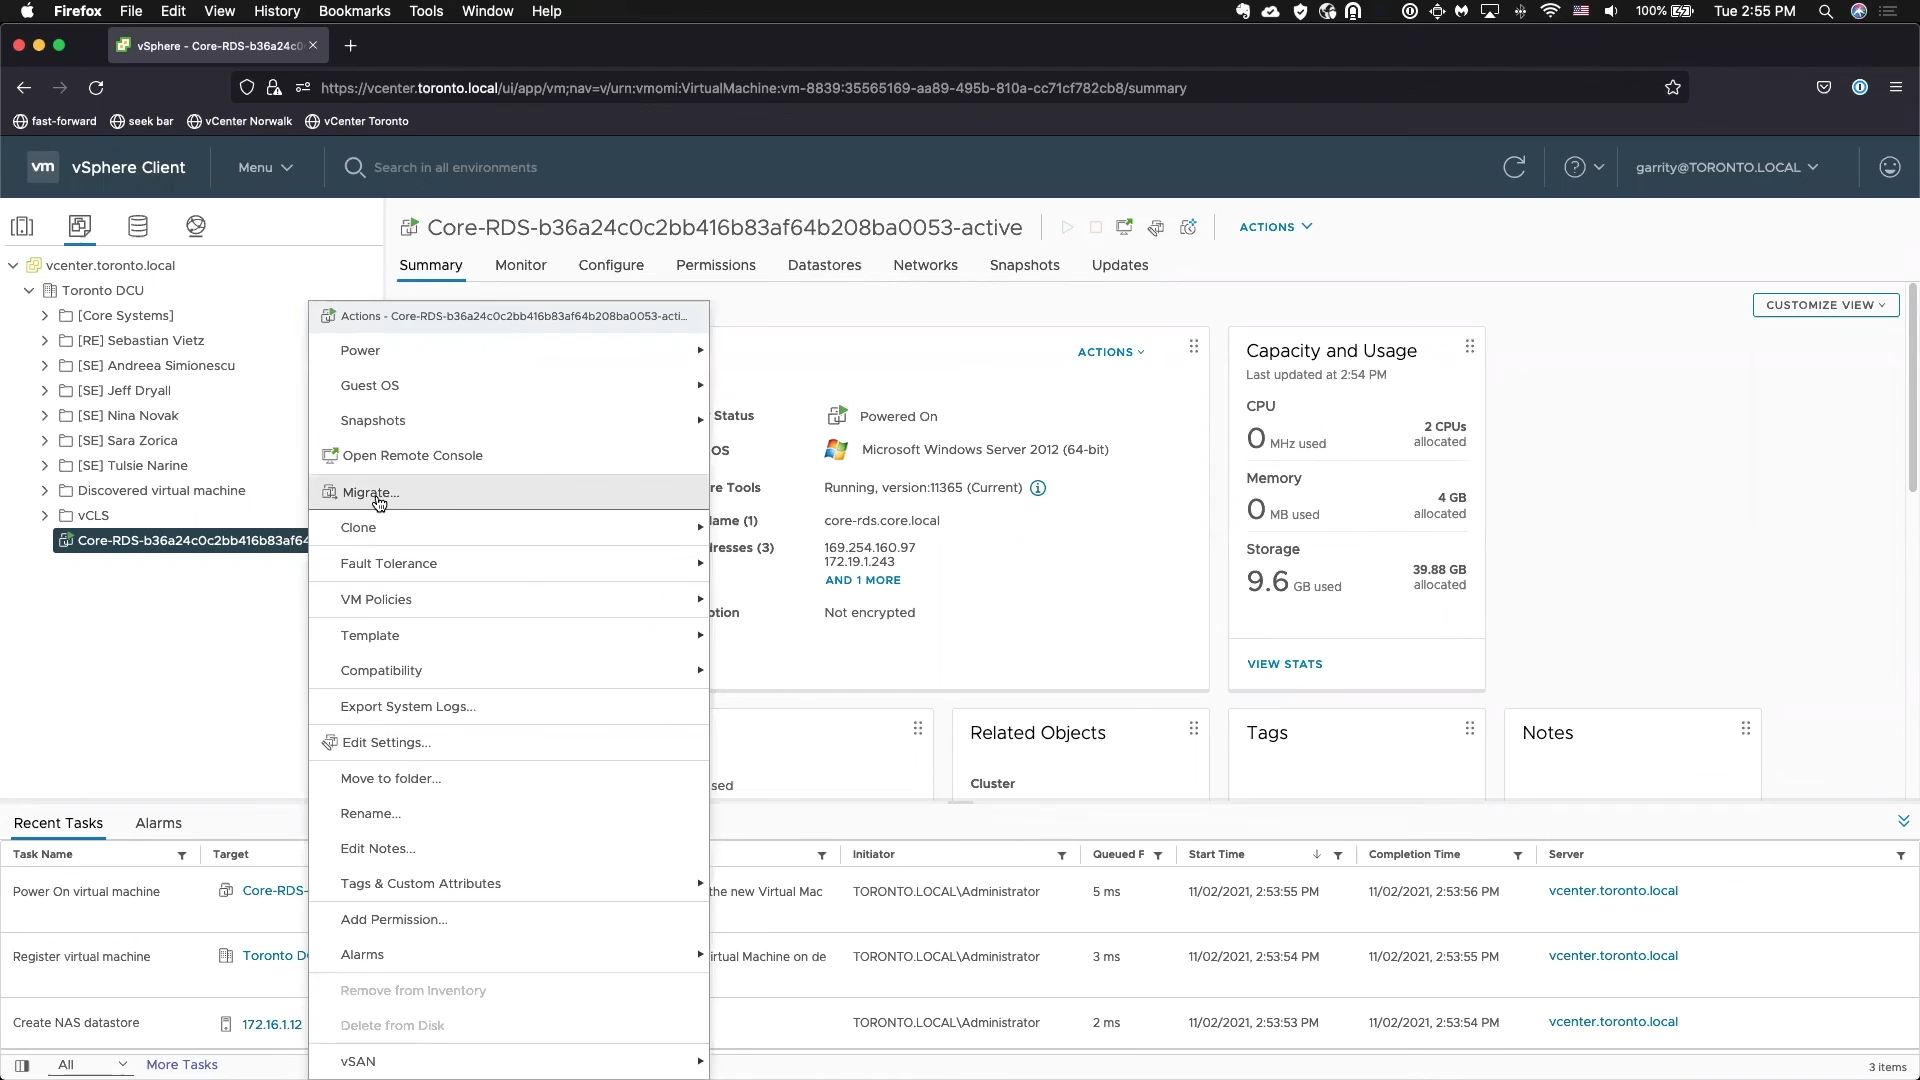 Firefox File Edit View History Bookmarks Tools Window Help 100% Tue 2:55 PM
vSphere - Core-RDS-b36a24c0
https://vcenter.toronto.local/ui/app/vm;nav=v/urn:vmomi:VirtualMachine:vm-8839:35565169-aa89-495b-810a-cc71cf782cb8/summary
fast-forward seek bar vCenter Norwalk vCenter Toronto
vm vSphere Client Menu Search in all environments garrity@TORONTO.LOCAL
Core-RDS-b36a24c0c2bb416b83af64b208ba0053-active ACTIONS
Summary Monitor Configure Permissions Datastores Networks Snapshots Updates
CUSTOMIZE VIEW
vcenter.toronto.local
Toronto DCU
[Core Systems]
[RE] Sebastian Vietz
[SE] Andreea Simionescu
[SE] Jeff Dryall
[SE] Nina Novak
[SE] Sara Zorica
[SE] Tulsie Narine
Discovered virtual machine
vCLS
Core-RDS-b36a24c0c2bb416b83af64
Actions - Core-RDS-b36a24c0c2bb416b83af64b208ba0053-acti...
Power
Guest OS
Snapshots
Open Remote Console
Migrate...
Clone
Fault Tolerance
VM Policies
Template
Compatibility
Export System Logs...
Edit Settings...
Move to folder...
Rename...
Edit Notes...
Tags & Custom Attributes
Add Permission...
Alarms
Remove from Inventory
Delete from Disk
vSAN
ACTIONS
Status Powered On
OS Microsoft Windows Server 2012 (64-bit)
re Tools Running, version:11365 (Current)
lame (1) core-rds.core.local
resses (3) 169.254.160.97
172.19.1.243
AND 1 MORE
ption Not encrypted
Capacity and Usage
Last updated at 2:54 PM
CPU
0 MHz used 2 CPUs allocated
Memory
0 MB used 4 GB allocated
Storage
9.6 GB used 39.88 GB allocated
VIEW STATS
sed
Related Objects
Cluster
Tags
Notes
Recent Tasks Alarms
Task Name Target Initiator Queued F Start Time Completion Time Server
Power On virtual machine Core-RDS- the new Virtual Mac TORONTO.LOCAL\Administrator 5 ms 11/02/2021, 2:53:55 PM 11/02/2021, 2:53:56 PM vcenter.toronto.local
Register virtual machine Toronto D irtual Machine on de TORONTO.LOCAL\Administrator 3 ms 11/02/2021, 2:53:54 PM 11/02/2021, 2:53:55 PM vcenter.toronto.local
Create NAS datastore 172.16.1.12 TORONTO.LOCAL\Administrator 2 ms 11/02/2021, 2:53:53 PM 11/02/2021, 2:53:54 PM vcenter.toronto.local
All More Tasks 3 items